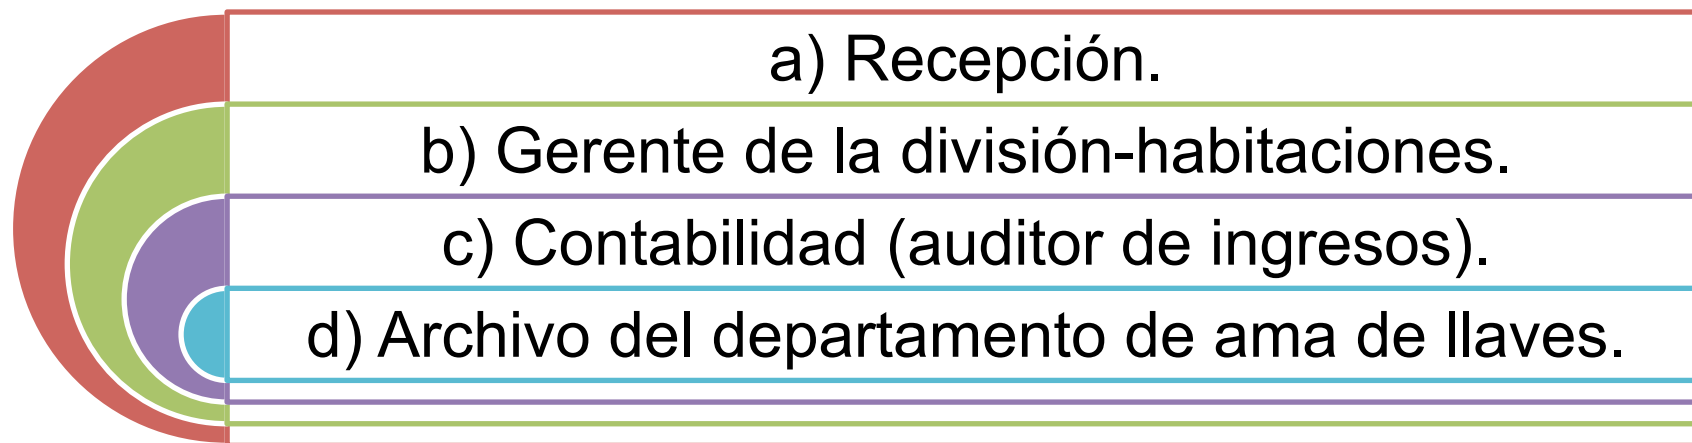 a) Recepción.
b) Gerente de la división-habitaciones.
c) Contabilidad (auditor de ingresos).
d) Archivo del departamento de ama de llaves.